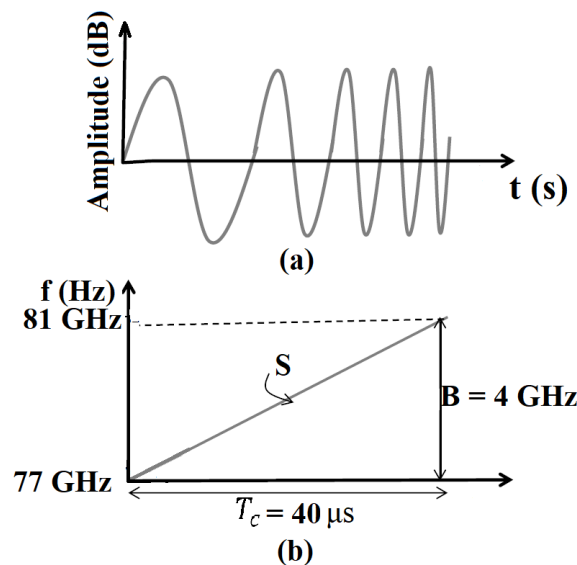 Amplitude (dB)
t (s)
(a)
f (Hz)
81 GHz
S
B = 4 GHz
77 GHz
T_c = 40 μs
(b)